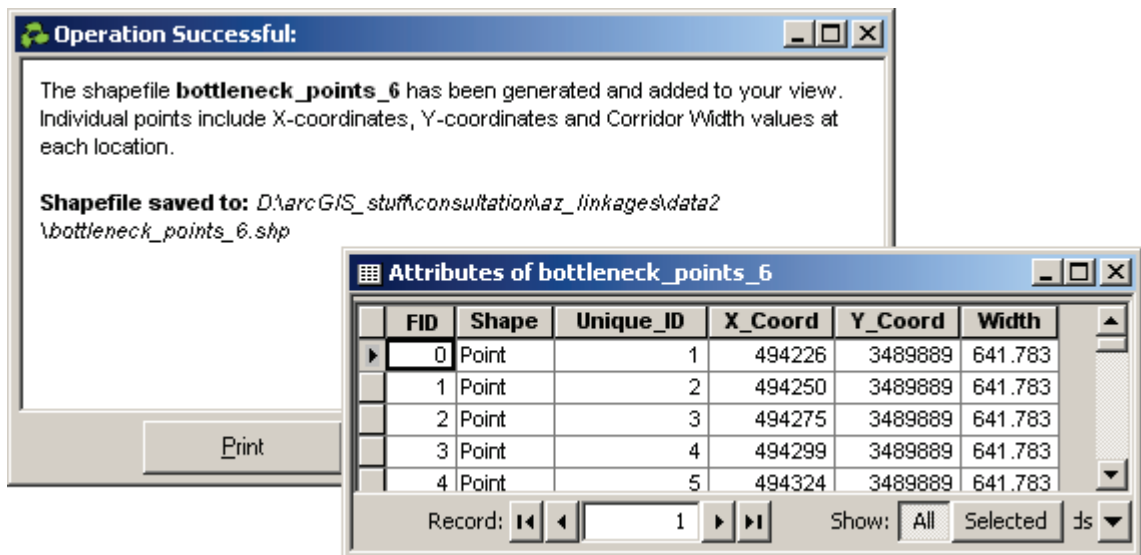 Operation Successful:
The shapefile bottleneck_points_6 has been generated and added to your view.
Individual points include X-coordinates, Y-coordinates and Corridor Width values at
each location.
Shapefile saved to: D:\arcGIS_stuff\consultation\az_linkages\data2
\bottleneck_points_6.shp
Print
Attributes of bottleneck_points_6
FID Shape Unique_ID X_Coord Y_Coord Width
0 Point 1 494226 3489889 641.783
1 Point 2 494250 3489889 641.783
2 Point 3 494275 3489889 641.783
3 Point 4 494299 3489889 641.783
4 Point 5 494324 3489889 641.783
Record: 1 Show: All Selected ds